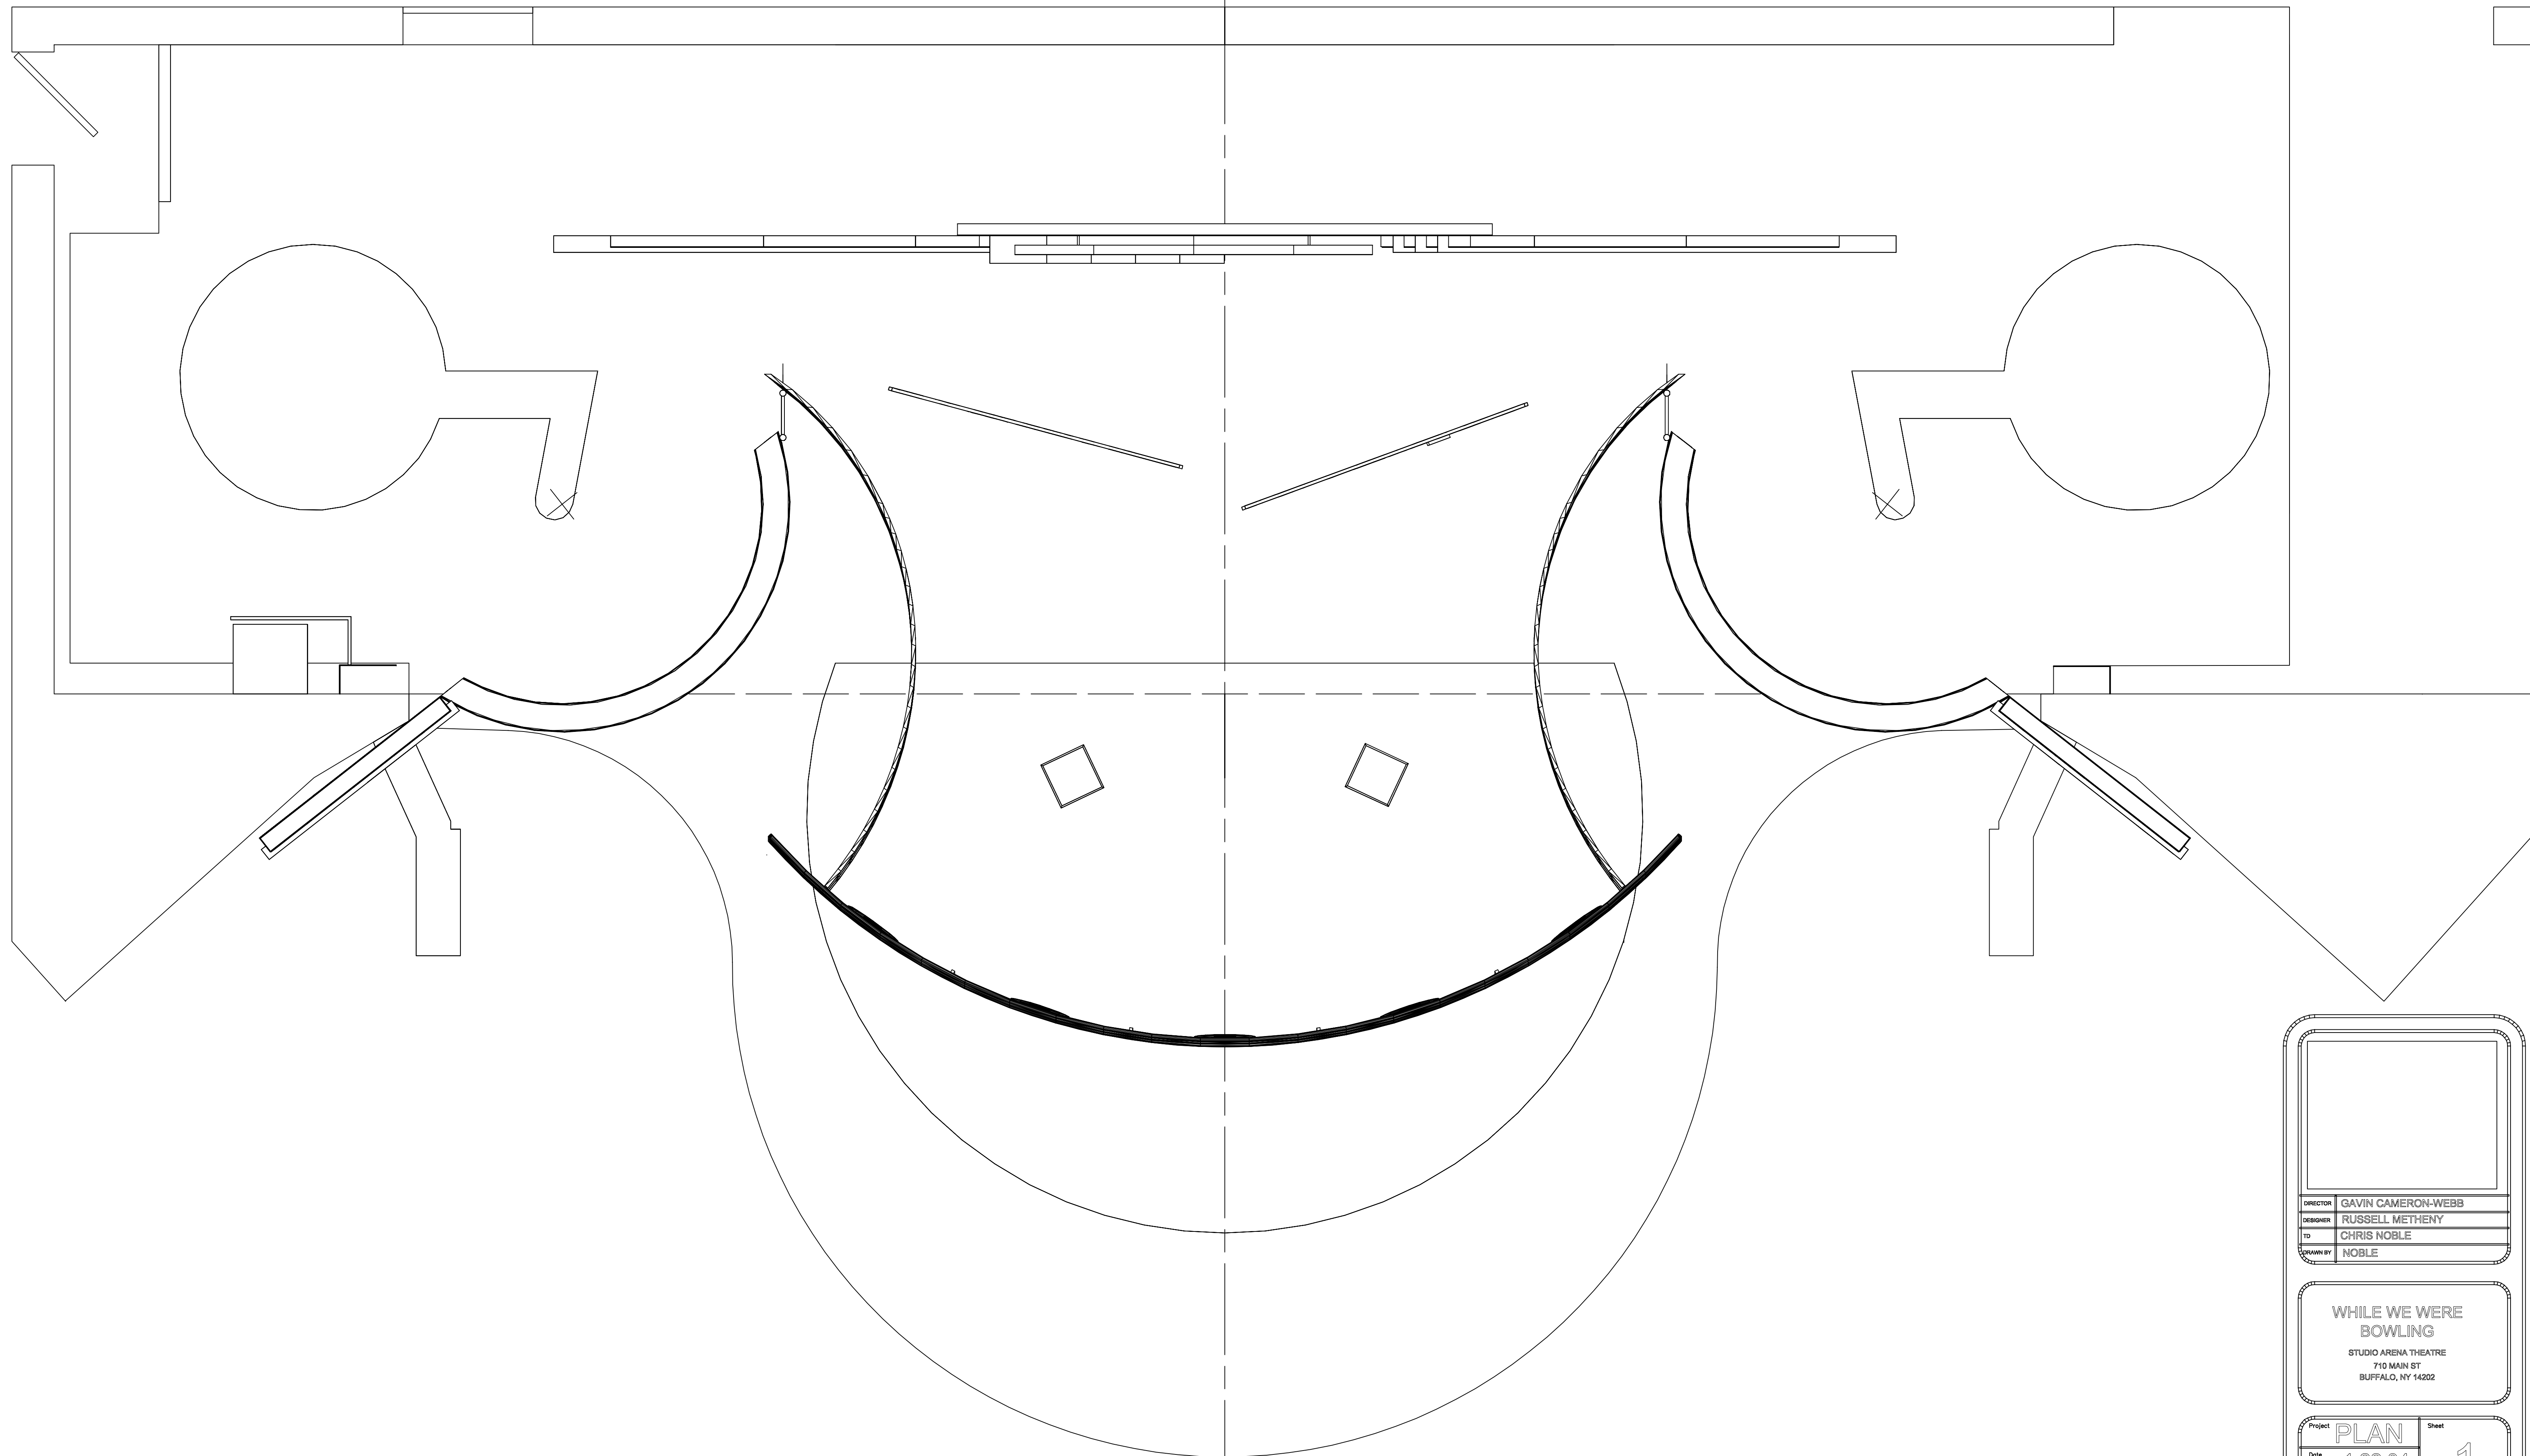 DIRECTOR GAVIN CAMERON-WEBB
DESIGNER RUSSELL METHENY
TD CHRIS NOBLE
DRAWN BY NOBLE
WHILE WE WERE
BOWLING
STUDIO ARENA THEATRE
710 MAIN ST
BUFFALO, NY 14202
Project PLAN Sheet
Date